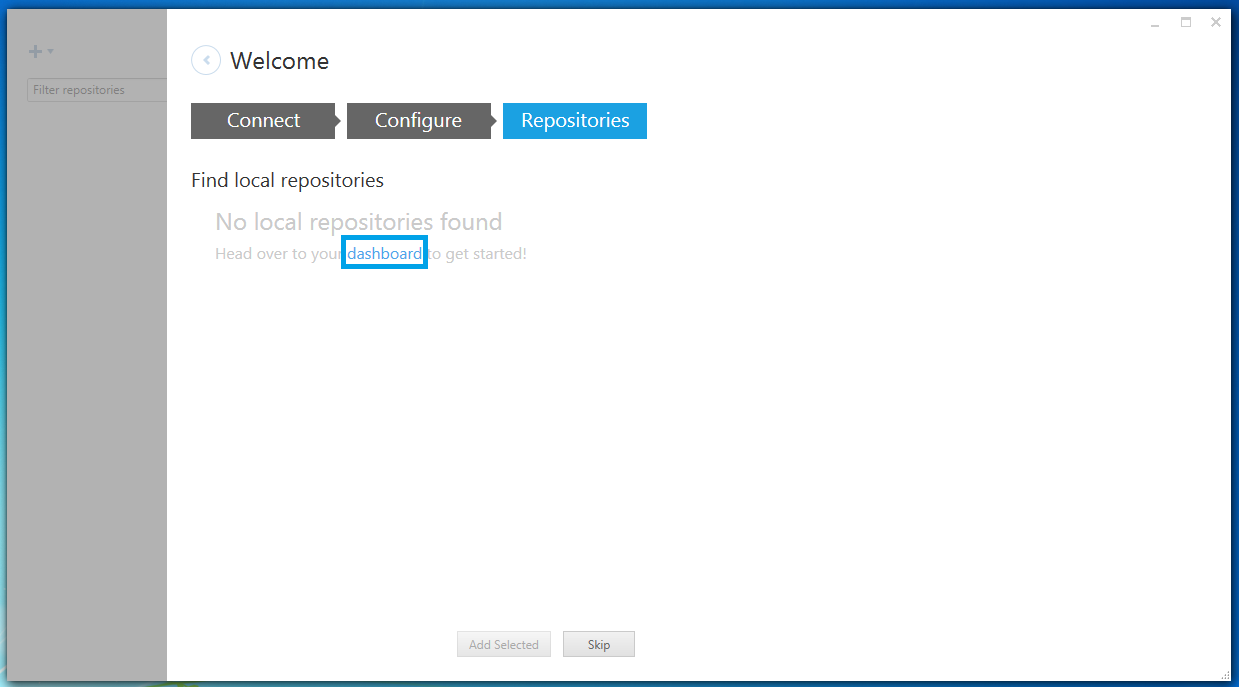 Filter repositories
Welcome
Connect
Configure
Repositories
Find local repositories
No local repositories found
Head over to your dashboard to get started!
Add Selected
Skip